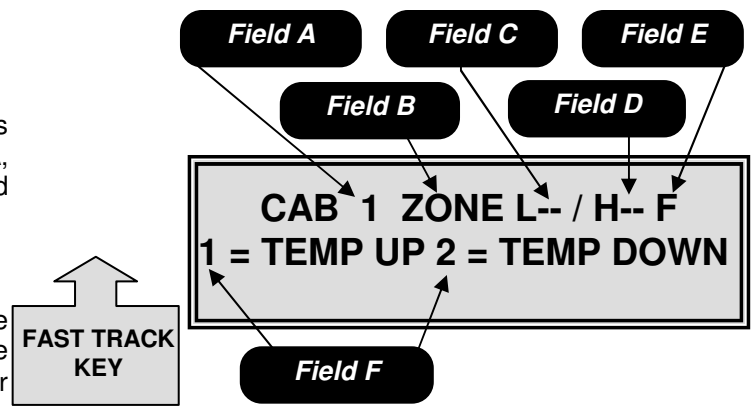 Field A
Field C
Field E
Field B
Field D
s
,
d
CAB 1 ZONE L-- / H-- F
1 = TEMP UP 2 = TEMP DOWN
e
e
r
FAST TRACK
KEY
Field F